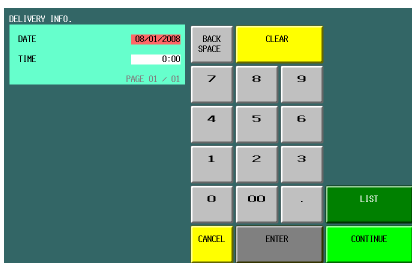 DELIVERY INFO.
DATE 08/01/2008
TIME 0:00
PAGE 01 / 01
BACK SPACE
CLEAR
7 8 9
4 5 6
1 2 3
0 00 .
LIST
CANCEL ENTER CONTINUE